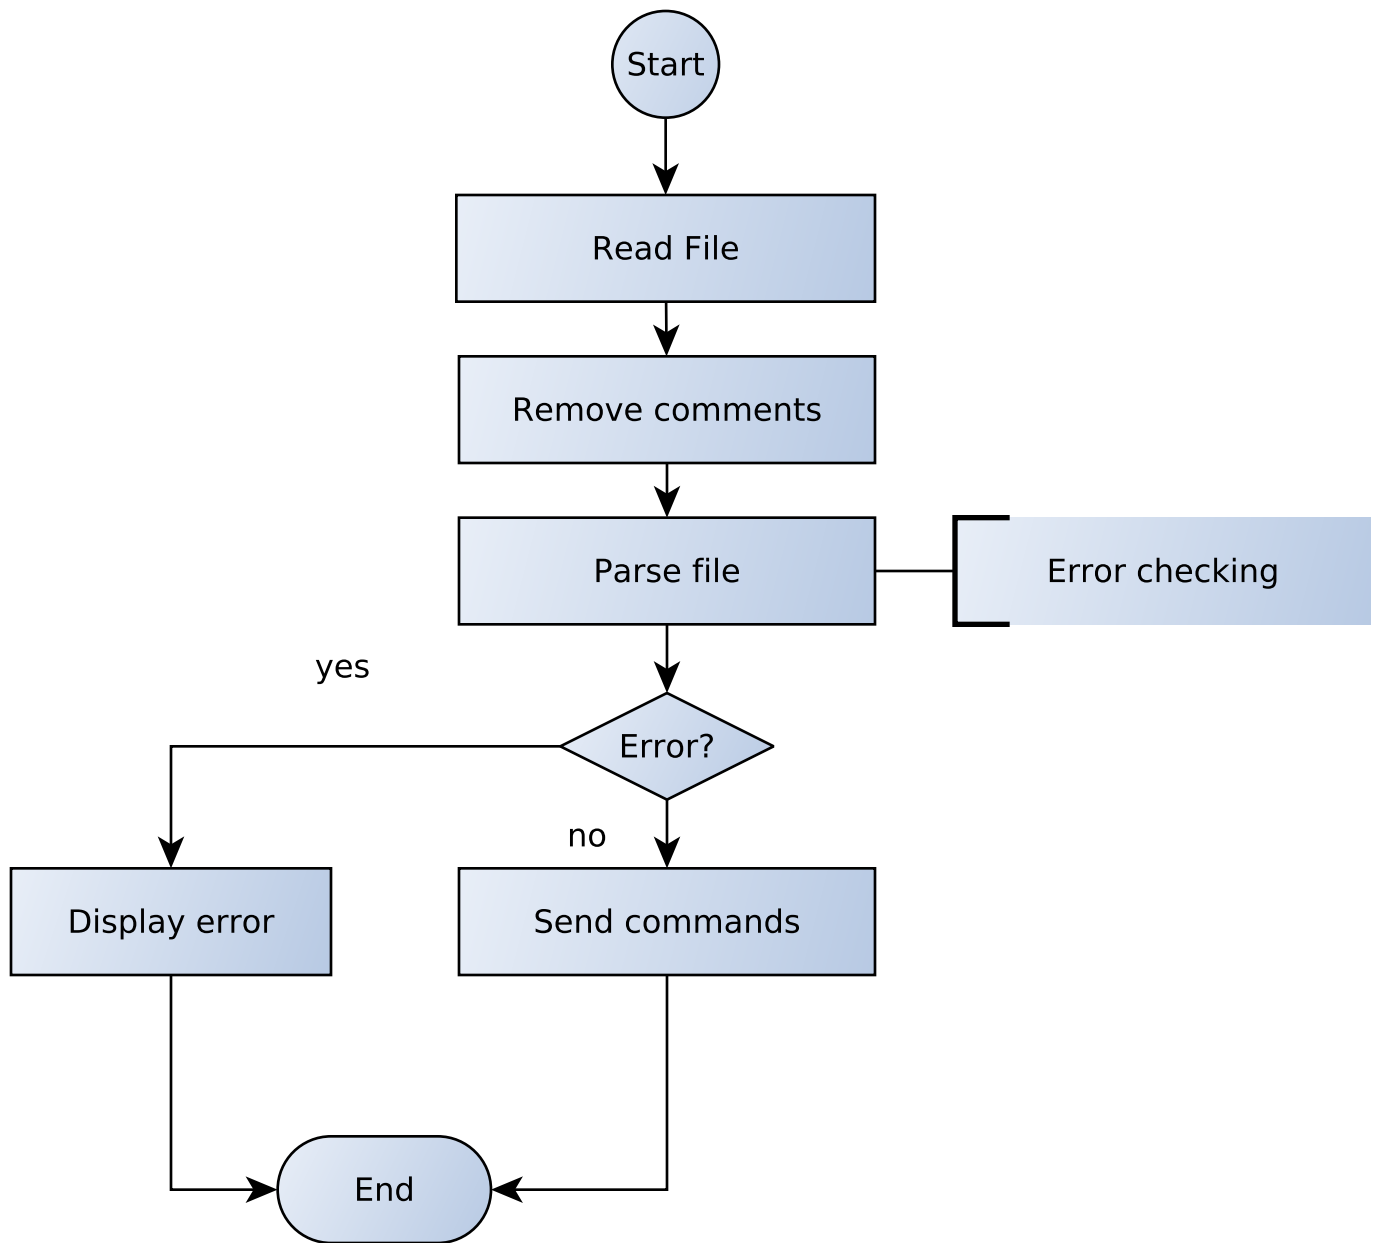 Start
Read File
Remove comments
Parse file
Error checking
yes
Error?
no
Display error
Send commands
End